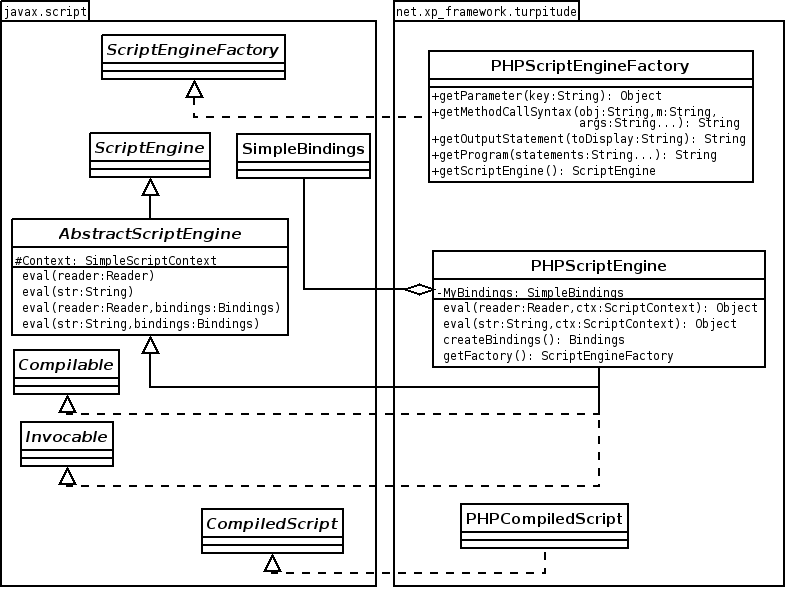 javax.script
net.xp_framework.turpitude
ScriptEngineFactory
PHPScriptEngineFactory
+getParameter(key:String): Object
+getMethodCallSyntax(obj:String,m:String,
args:String...): String
+getOutputStatement(toDisplay:String): String
+getProgram(statements:String...): String
+getScriptEngine(): ScriptEngine
ScriptEngine
SimpleBindings
AbstractScriptEngine
#Context: SimpleScriptContext
eval(reader:Reader)
eval(str:String)
eval(reader:Reader,bindings:Bindings)
eval(str:String,bindings:Bindings)
PHPScriptEngine
-MyBindings: SimpleBindings
eval(reader:Reader,ctx:ScriptContext): Object
eval(str:String,ctx:ScriptContext): Object
createBindings(): Bindings
getFactory(): ScriptEngineFactory
Compilable
Invocable
CompiledScript
PHPCompiledScript